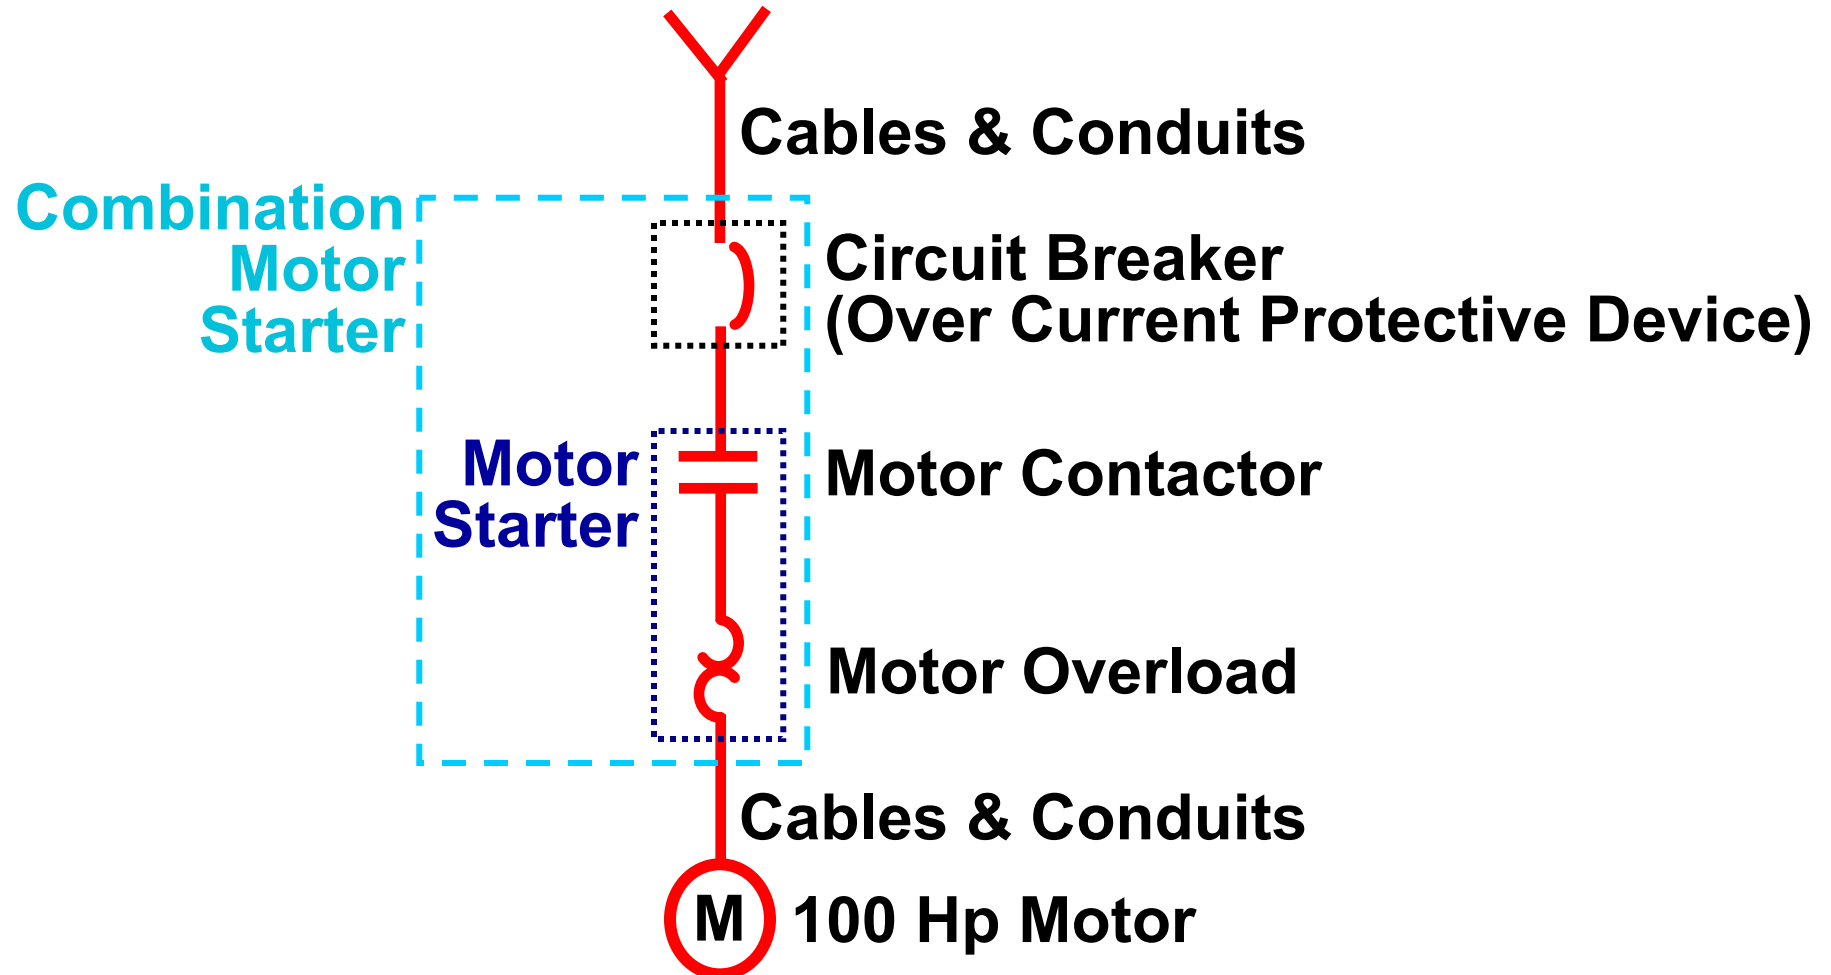 Cables & Conduits
Combination
Motor
Starter
Circuit Breaker
(Over Current Protective Device)
Motor
Starter
Motor Contactor
Motor Overload
Cables & Conduits
M
100 Hp Motor